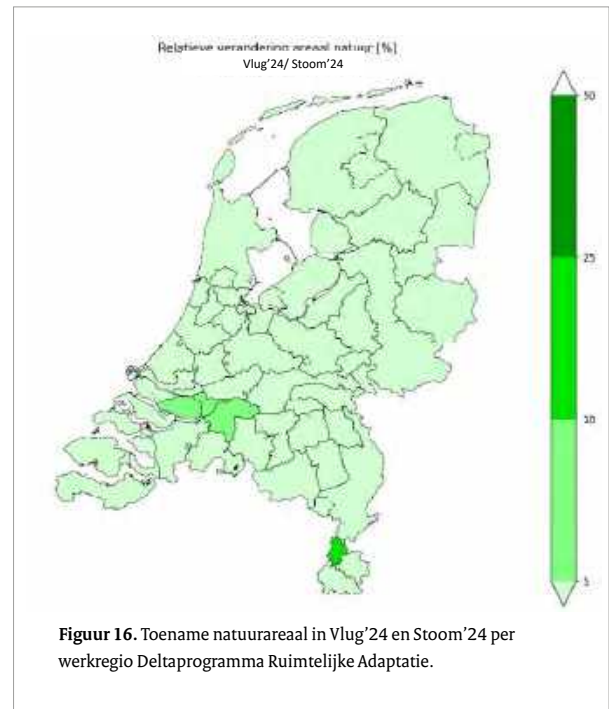 Relatieve verandering areaal natuur [%]
Vlug'24/ Stoom'24
50
25
10
Figuur 16. Toename natuurareaal in Vlug'24 en Stoom'24 per
werkregio Deltaprogramma Ruimtelijke Adaptatie.